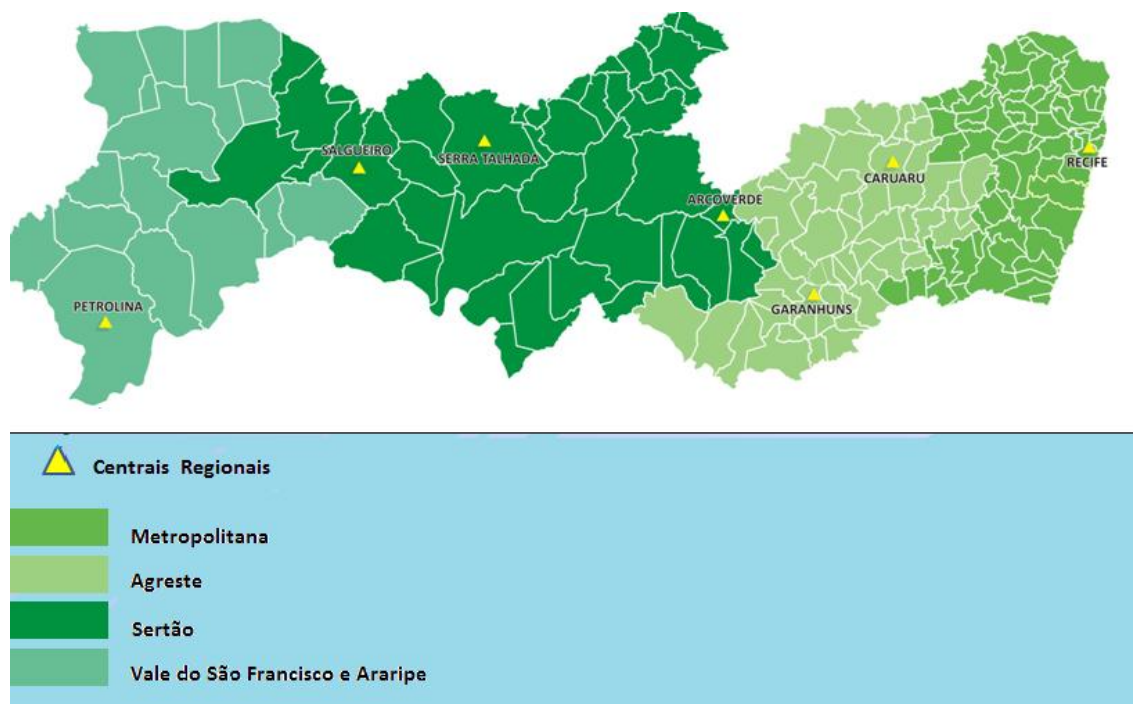 SALGUEIRO
SERRA TALHADA
RECIFE
CARUARU
ARCOVERDE
PETROLINA
GARANHUNS
Centrais Regionais
Metropolitana
Agreste
Sertão
Vale do São Francisco e Araripe